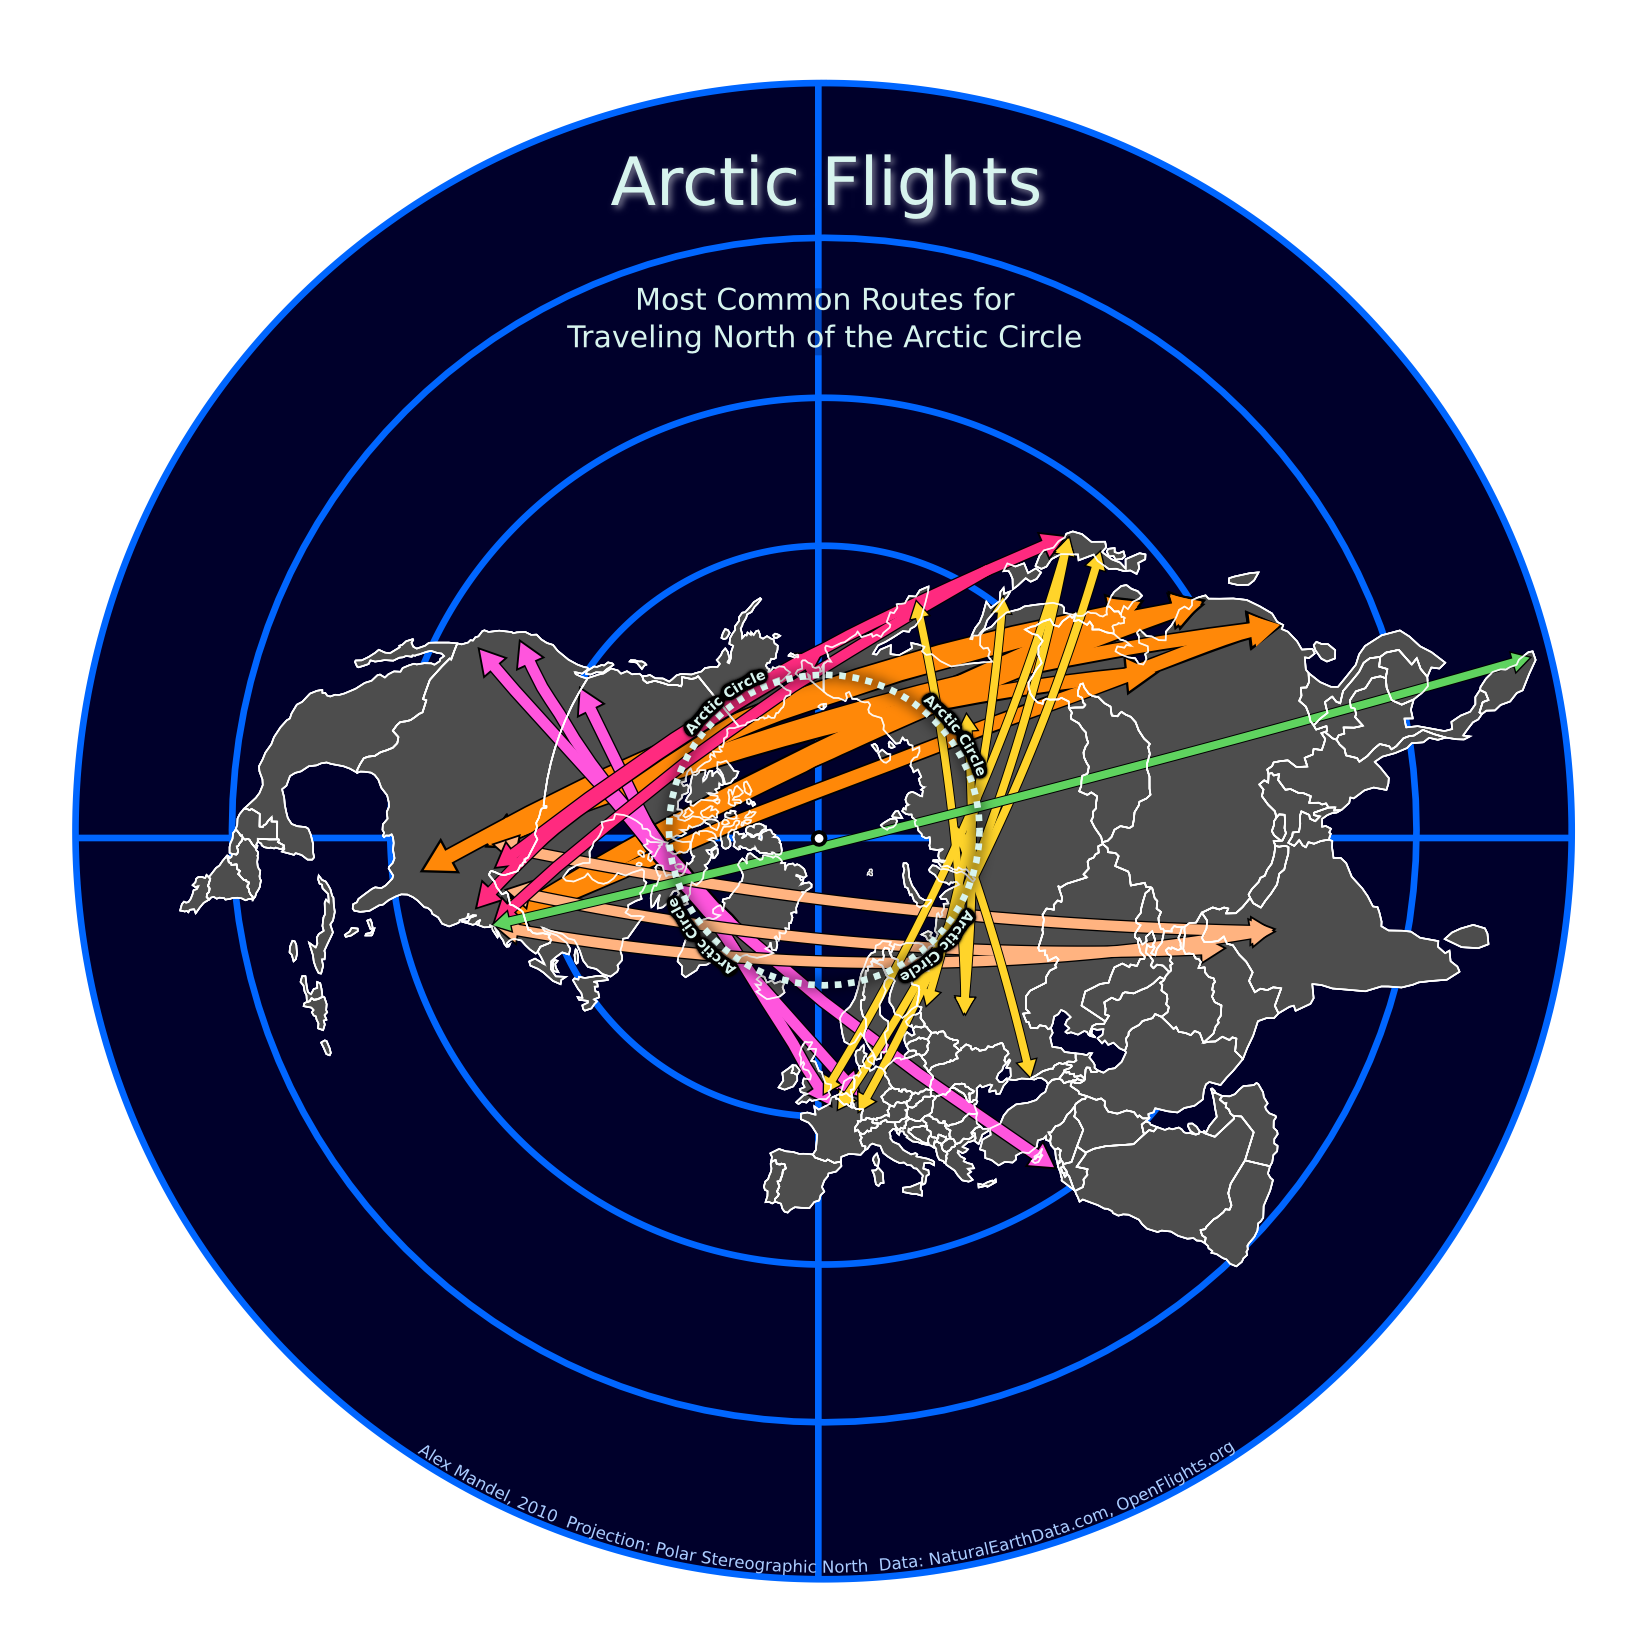 Arctic Flights
Most Common Routes for
Traveling North of the Arctic Circle
Arctic Circle
Arctic Circle
Arctic Circle
Arctic Circle
Alex Mandel, 2010 Projection: Polar Stereographic North Data: NaturalEarthData.com, OpenFlights.org